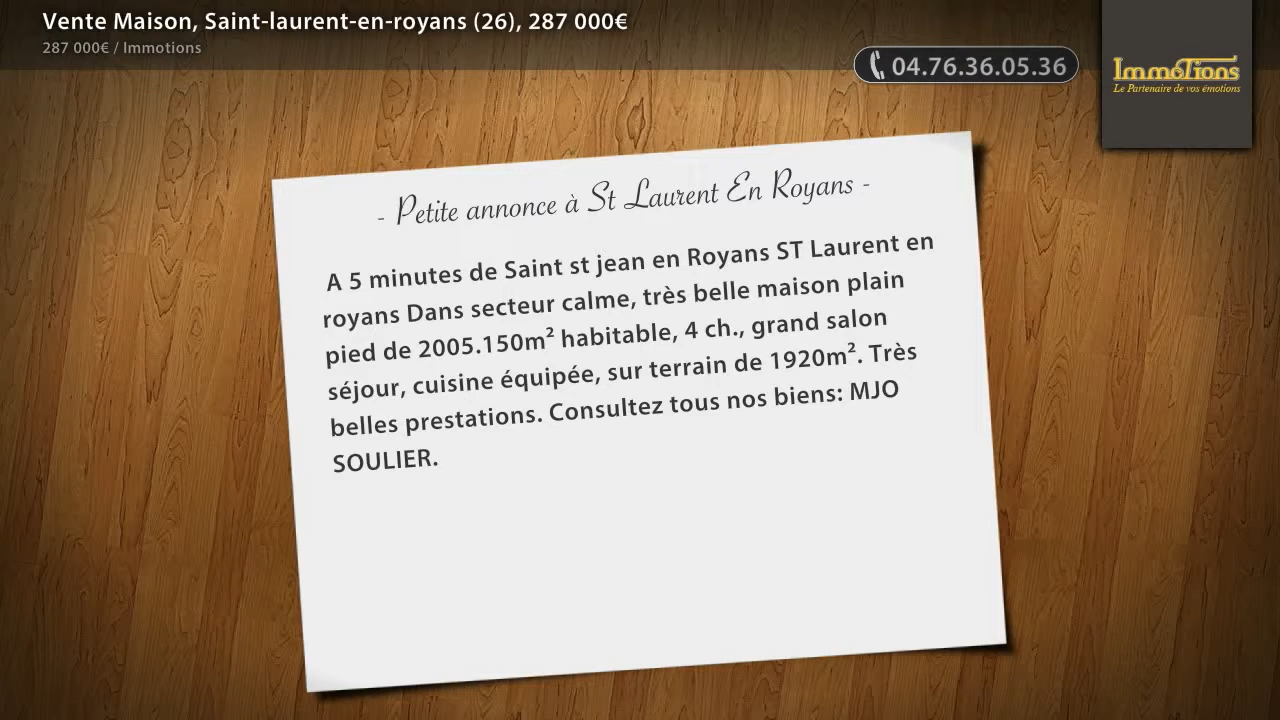 Vente Maison, Saint-laurent-en-royans (26), 287 000€
287 000€ / Immotions
04.76.36.05.36
ImmoTions
Le Partenaire de vos émotions
- Petite annonce à St Laurent En Royans -
A 5 minutes de Saint st jean en Royans ST Laurent en
royans Dans secteur calme, très belle maison plain
pied de 2005.150m² habitable, 4 ch., grand salon
séjour, cuisine équipée, sur terrain de 1920m². Très
belles prestations. Consultez tous nos biens: MJO
SOULIER.